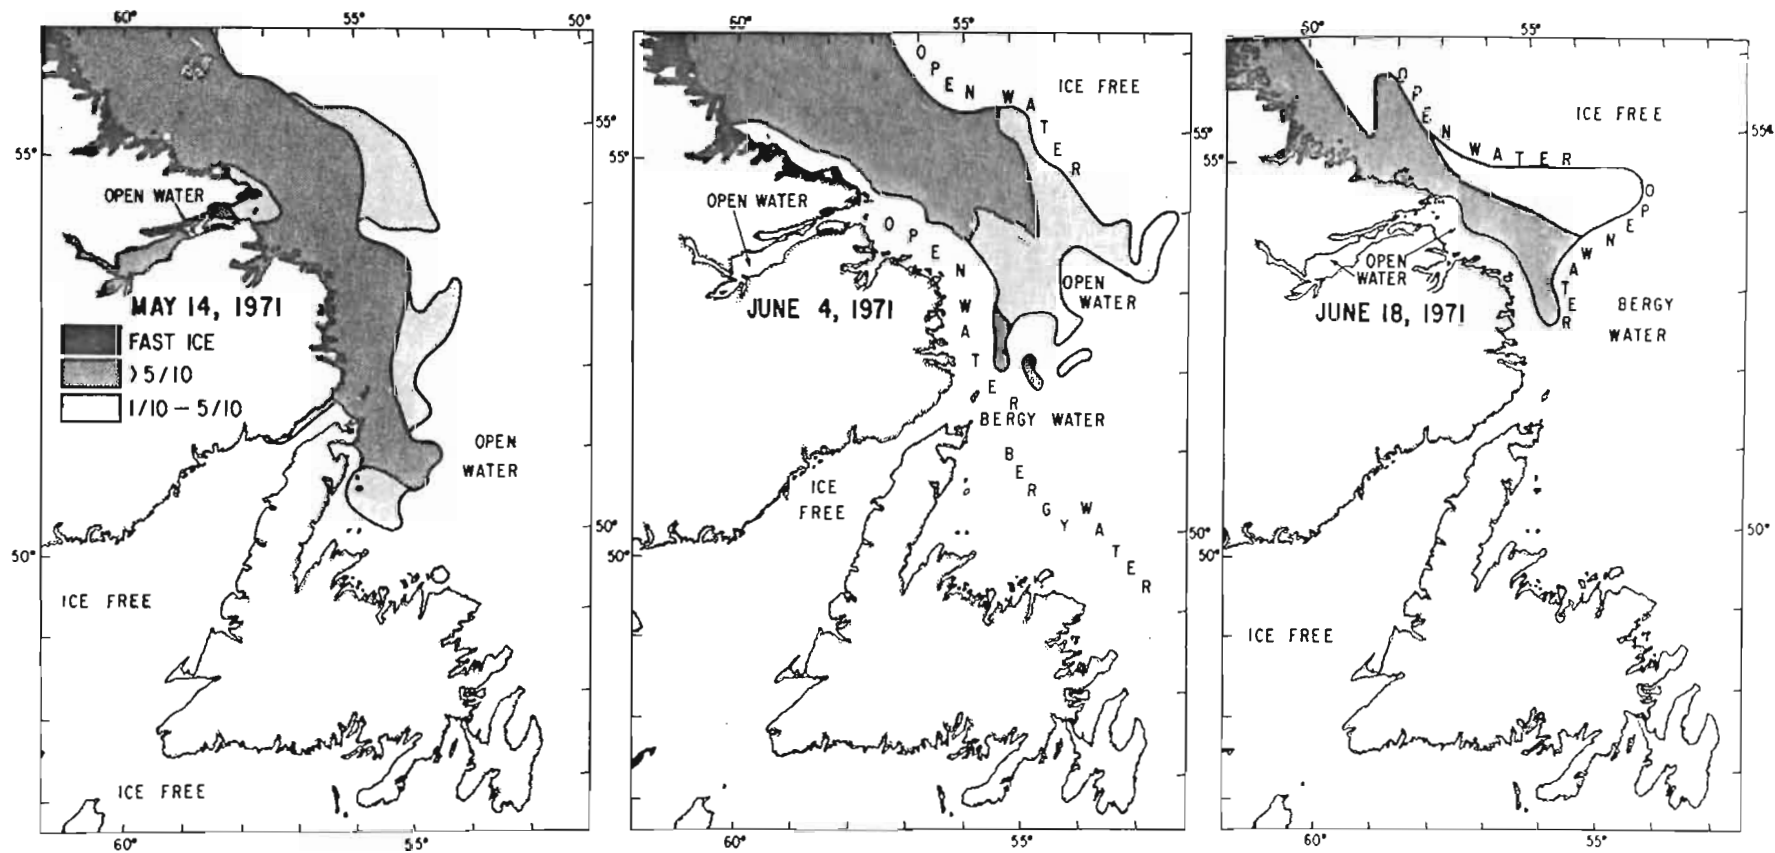 60° 55° 50°
55°
OPEN WATER
MAY 14, 1971
FAST ICE
>5/10
1/10 – 5/10
OPEN
WATER
50°
50°
ICE FREE
ICE FREE
60° 55°
60° 55°
OPEN WATER
ICE FREE
55°
55°
OPEN WATER
OPEN WATER
OPEN
WATER
JUNE 4, 1971
BERGY WATER
ICE
FREE
BERGY WATER
50°
50°
60° 55°
50° 55°
OPEN WATER
ICE FREE
554
55°
OPEN WATER
OPEN
WATER
JUNE 18, 1971
BERGY
WATER
50°
50°
ICE FREE
60° 55°